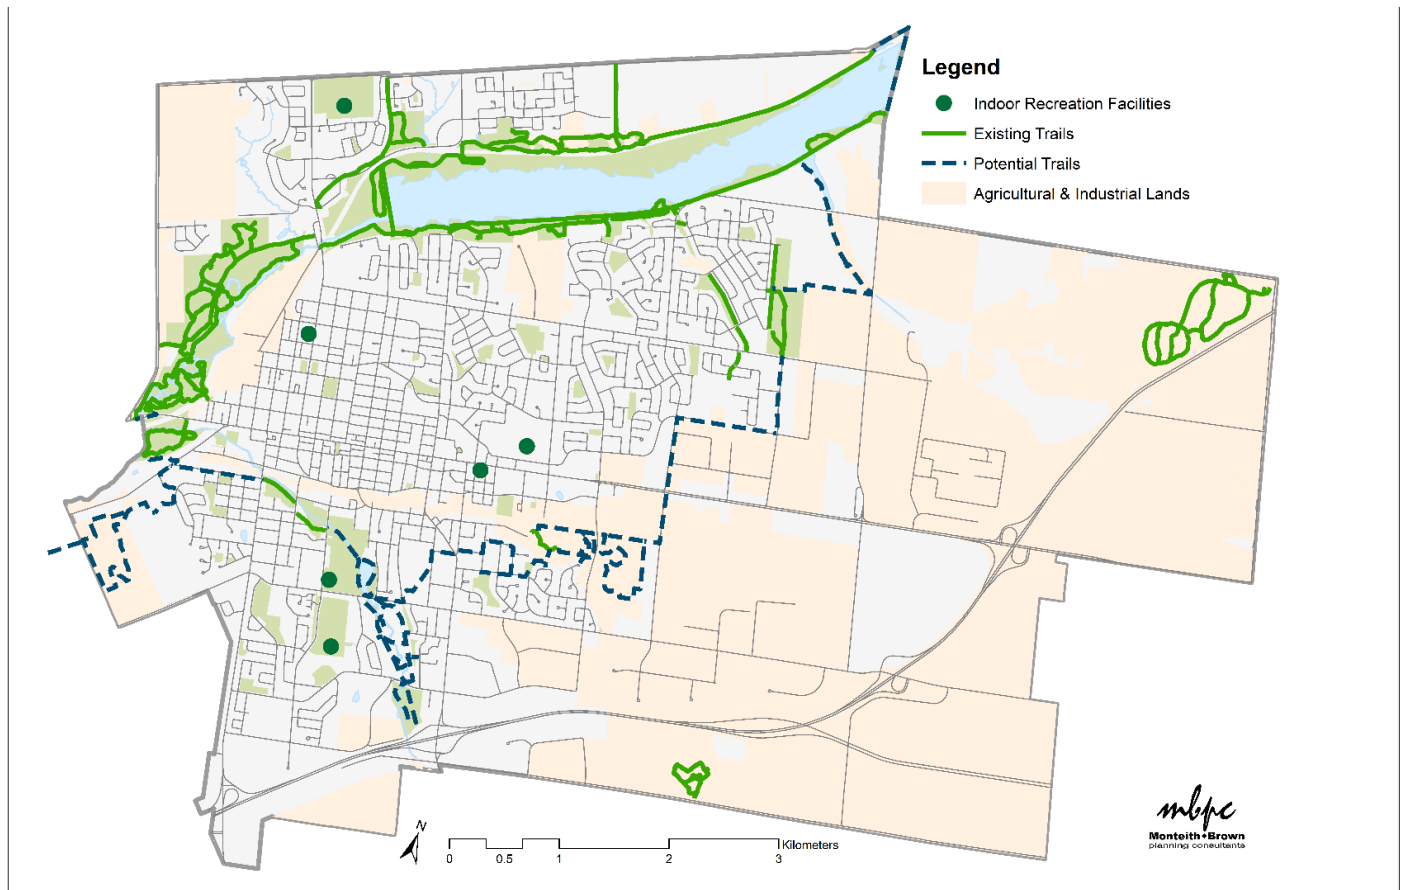 Legend
Indoor Recreation Facilities
Existing Trails
Potential Trails
Agricultural & Industrial Lands
N
0 0.5 1 2 3 Kilometers
mbpc
Monteith+Brown
planning consultants